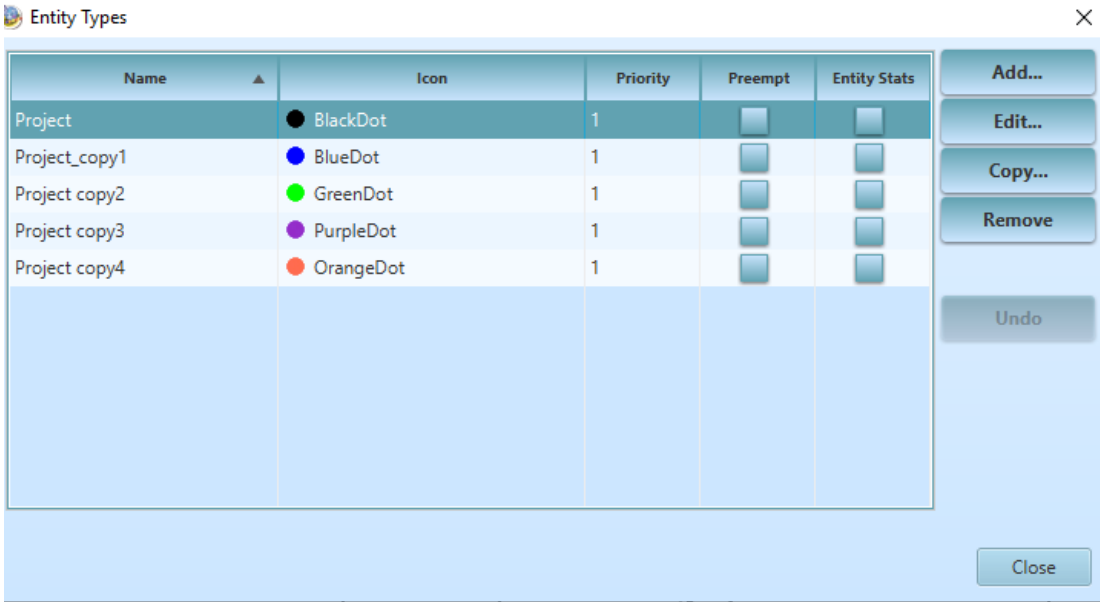 Entity Types
Name Icon Priority Preempt Entity Stats
Project BlackDot 1
Project_copy1 BlueDot 1
Project copy2 GreenDot 1
Project copy3 PurpleDot 1
Project copy4 OrangeDot 1
Add...
Edit...
Copy...
Remove
Undo
Close